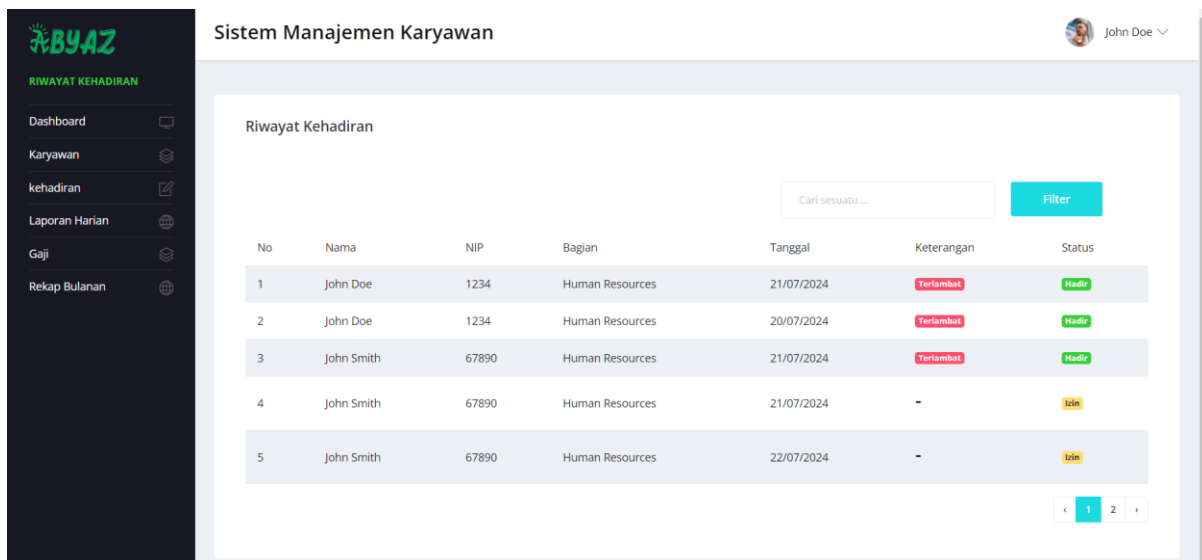 ABYAZ
Sistem Manajemen Karyawan
John Doe
RIWAYAT KEHADIRAN
Dashboard
Karyawan
kehadiran
Laporan Harian
Gaji
Rekap Bulanan
Riwayat Kehadiran
Cari sesuatu ...
Filter
No Nama NIP Bagian Tanggal Keterangan Status
1 John Doe 1234 Human Resources 21/07/2024 Terlambat Hadir
2 John Doe 1234 Human Resources 20/07/2024 Terlambat Hadir
3 John Smith 67890 Human Resources 21/07/2024 Terlambat Hadir
4 John Smith 67890 Human Resources 21/07/2024 - Izin
5 John Smith 67890 Human Resources 22/07/2024 - Izin
‹ 1 2 ›